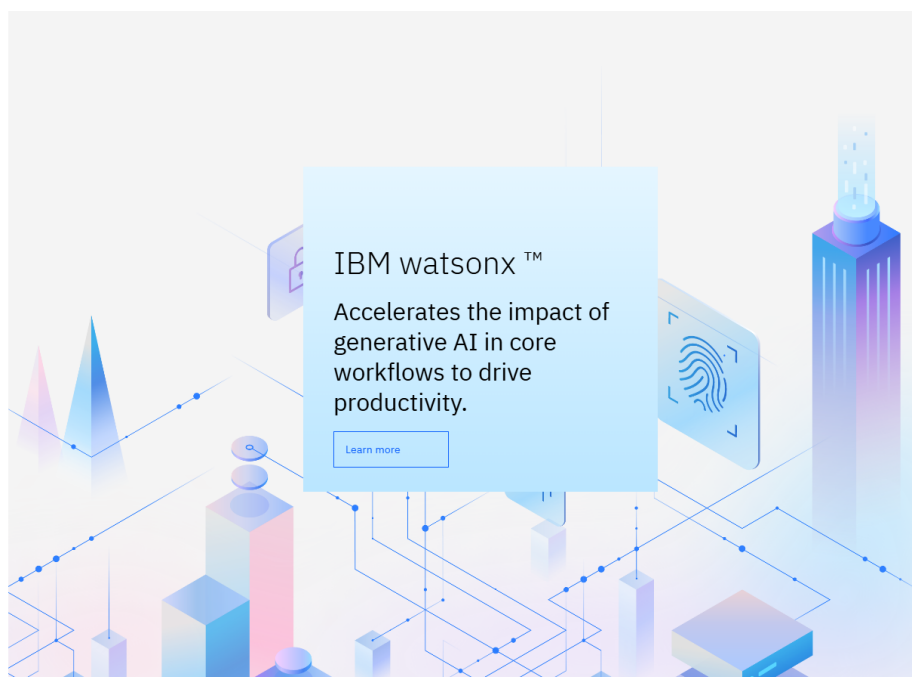 IBM watsonx ™
Accelerates the impact of
generative AI in core
workflows to drive
productivity.
Learn more